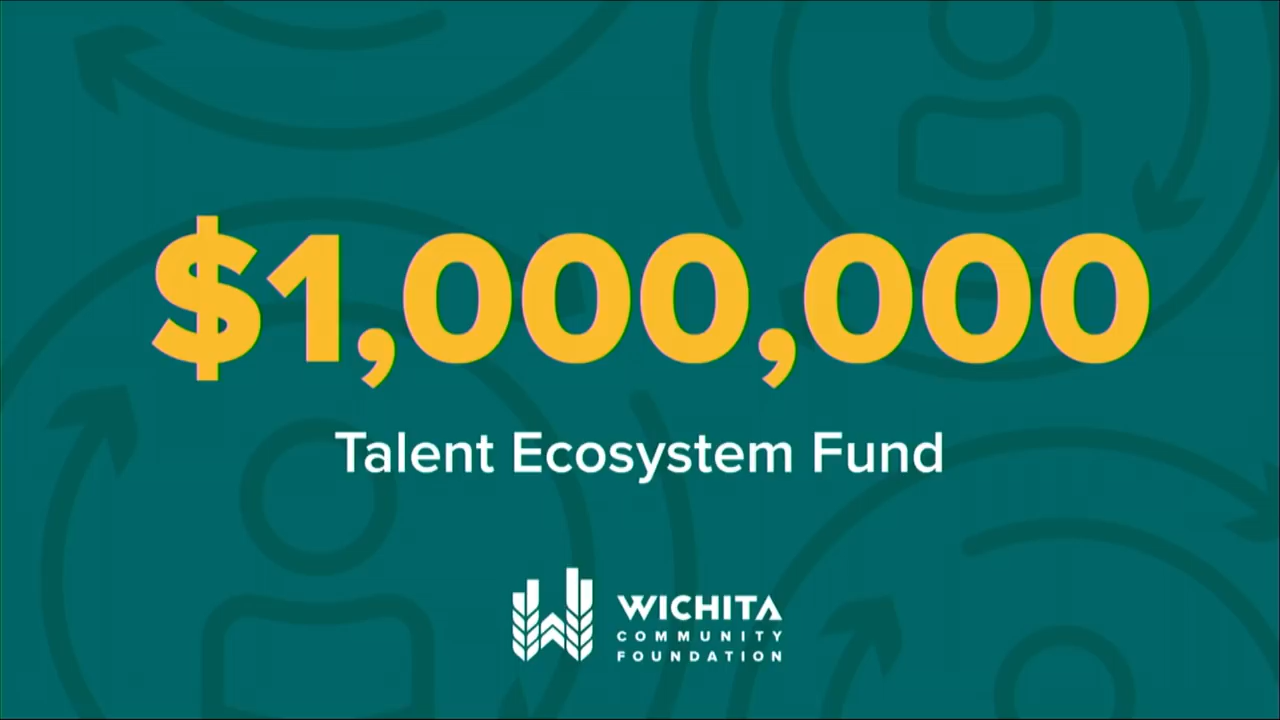 $1,000,000
Talent Ecosystem Fund
WICHITA
COMMUNITY
FOUNDATION